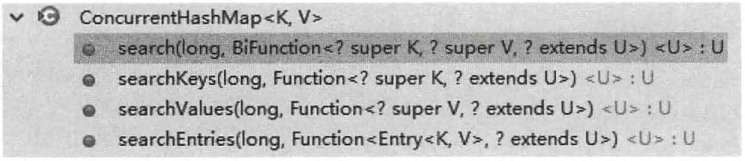 ConcurrentHashMap<K, V>
search(long, BiFunction<? super K, ? super V, ? extends U>) <U> : U
searchKeys(long, Function<? super K, ? extends U>) <U> : U
searchValues(long, Function<? super V, ? extends U>) <U> : U
searchEntries(long, Function<Entry<K, V>, ? extends U>) <U> : U